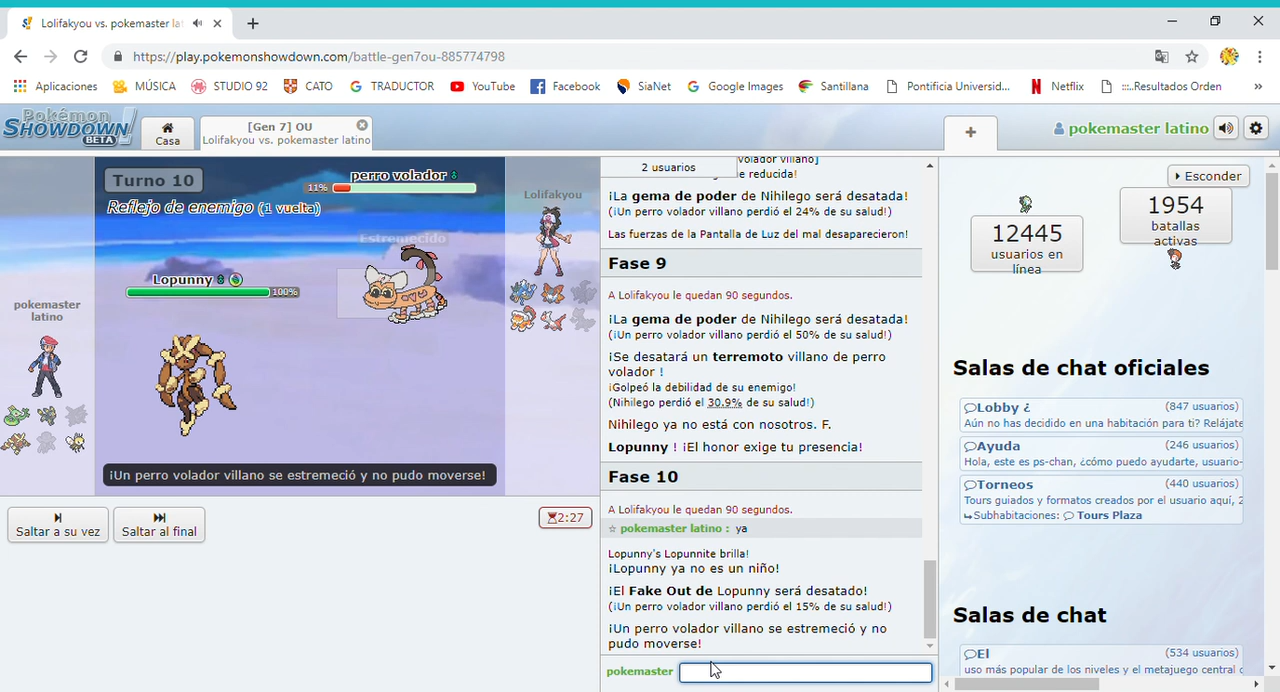 Lolifakyou vs. pokemaster lat
https://play.pokemonshowdown.com/battle-gen7ou-885774798
Aplicaciones
MÚSICA
STUDIO 92
CATO
TRADUCTOR
YouTube
Facebook
SiaNet
Google Images
Santillana
Pontificia Universid...
Netflix
:::..Resultados Orden
»
Pokémon
SHOWDOWN!
BETA
Casa
[Gen 7] OU
Lolifakyou vs. pokemaster latino
+
pokemaster latino
Turno 10
Reflejo de enemigo (1 vuelta)
perro volador
11%
Estremecido
Lopunny
100%
pokemaster
latino
Lolifakyou
¡Un perro volador villano se estremeció y no pudo moverse!
Saltar a su vez
Saltar al final
2:27
2 usuarios
volador villano]
e reducida!
¡La gema de poder de Nihilego será desatada!
(¡Un perro volador villano perdió el 24% de su salud!)
Las fuerzas de la Pantalla de Luz del mal desaparecieron!
Fase 9
A Lolifakyou le quedan 90 segundos.
¡La gema de poder de Nihilego será desatada!
(¡Un perro volador villano perdió el 50% de su salud!)
¡Se desatará un terremoto villano de perro
volador !
¡Golpeó la debilidad de su enemigo!
(Nihilego perdió el 30.9% de su salud!)
Nihilego ya no está con nosotros. F.
Lopunny ! ¡El honor exige tu presencia!
Fase 10
A Lolifakyou le quedan 90 segundos.
☆ pokemaster latino : ya
Lopunny's Lopunnite brilla!
¡Lopunny ya no es un niño!
¡El Fake Out de Lopunny será desatado!
(¡Un perro volador villano perdió el 15% de su salud!)
¡Un perro volador villano se estremeció y no
pudo moverse!
pokemaster
Esconder
12445
usuarios en
línea
1954
batallas
activas
Salas de chat oficiales
Lobby ¿ (847 usuarios)
Aún no has decidido en una habitación para ti? Relájate
Ayuda (246 usuarios)
Hola, este es ps-chan, ¿cómo puedo ayudarte, usuario-
Torneos (440 usuarios)
Tours guiados y formatos creados por el usuario aquí, 2
↳Subhabitaciones: Tours Plaza
Salas de chat
El (534 usuarios)
uso más popular de los niveles y el metajuego central d